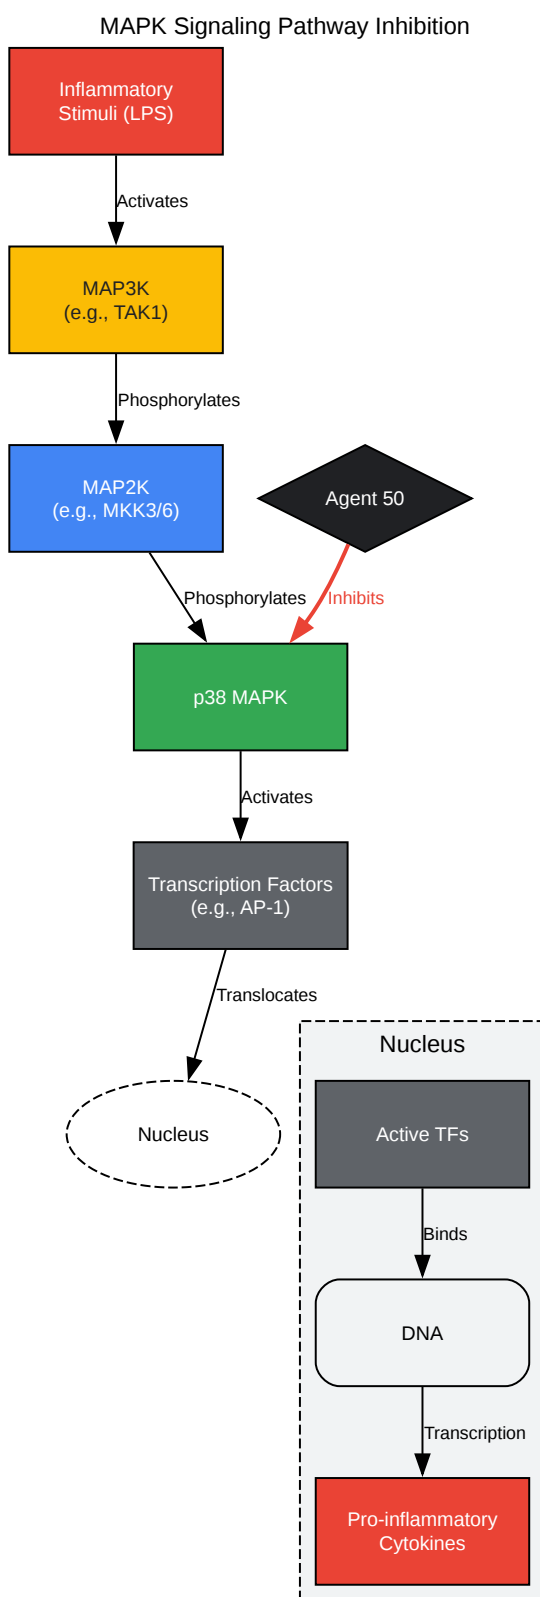 MAPK Signaling Pathway Inhibition
Inflammatory
Stimuli (LPS)
Activates
MAP3K
(e.g., TAK1)
Phosphorylates
MAP2K
(e.g., MKK3/6)
Agent 50
Phosphorylates
Inhibits
p38 MAPK
Activates
Transcription Factors
(e.g., AP-1)
Translocates
Nucleus
Nucleus
Active TFs
Binds
DNA
Transcription
Pro-inflammatory
Cytokines